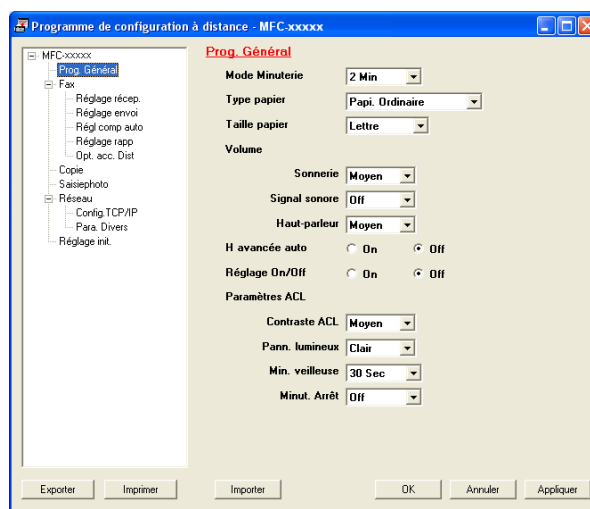 Programme de configuration à distance - MFC-xxxxx
MFC-xxxxx
Prog. Général
Fax
Réglage récep.
Réglage envoi
Régl comp auto
Réglage rapp
Opt. acc. Dist
Copie
Saisiephoto
Réseau
Config.TCP/IP
Para. Divers
Réglage init.
Prog. Général
Mode Minuterie 2 Min
Type papier Papi. Ordinaire
Taille papier Lettre
Volume
Sonnerie Moyen
Signal sonore Off
Haut-parleur Moyen
H avancée auto On Off
Réglage On/Off On Off
Paramètres ACL
Contraste ACL Moyen
Pann. lumineux Clair
Min. veilleuse 30 Sec
Minut. Arrêt Off
Exporter Imprimer Importer OK Annuler Appliquer